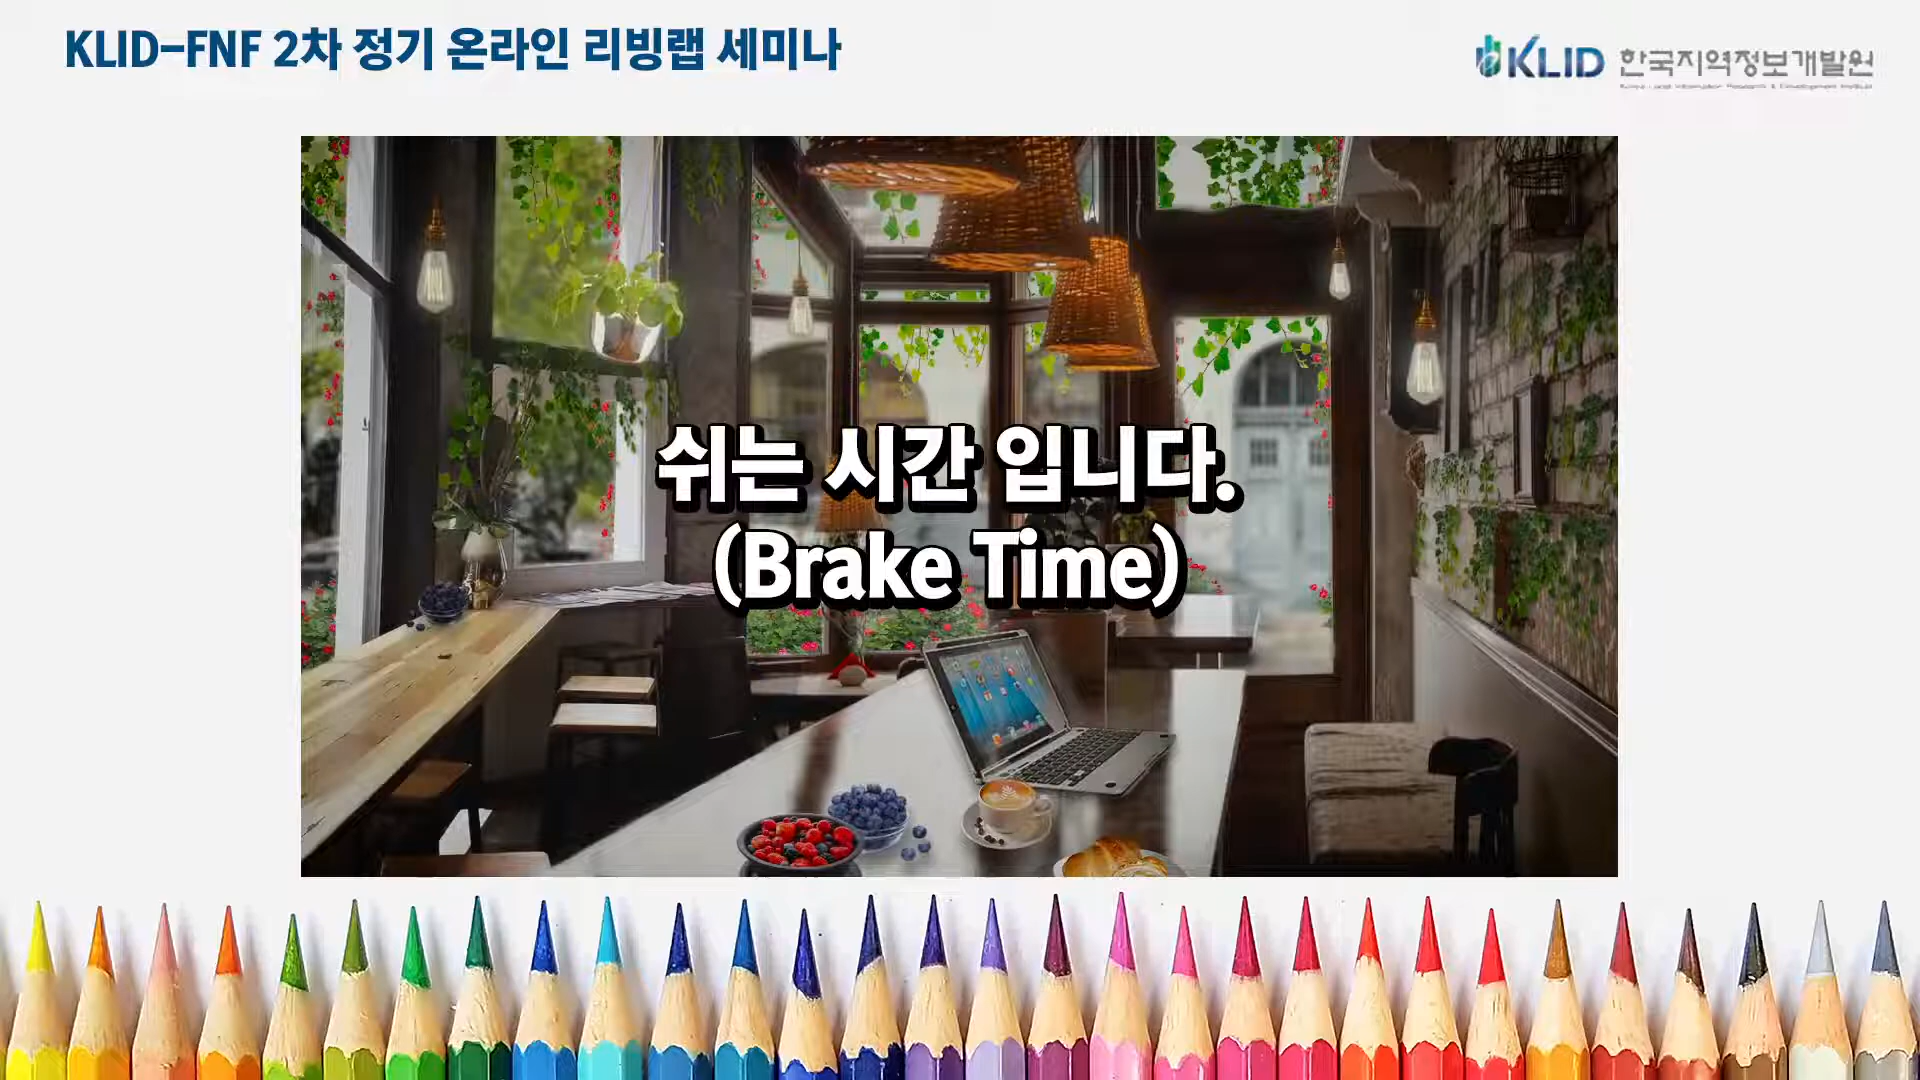 KLID-FNF 2차 정기 온라인 리빙랩 세미나
KLID 한국지역정보개발원
쉬는 시간 입니다.
(Brake Time)